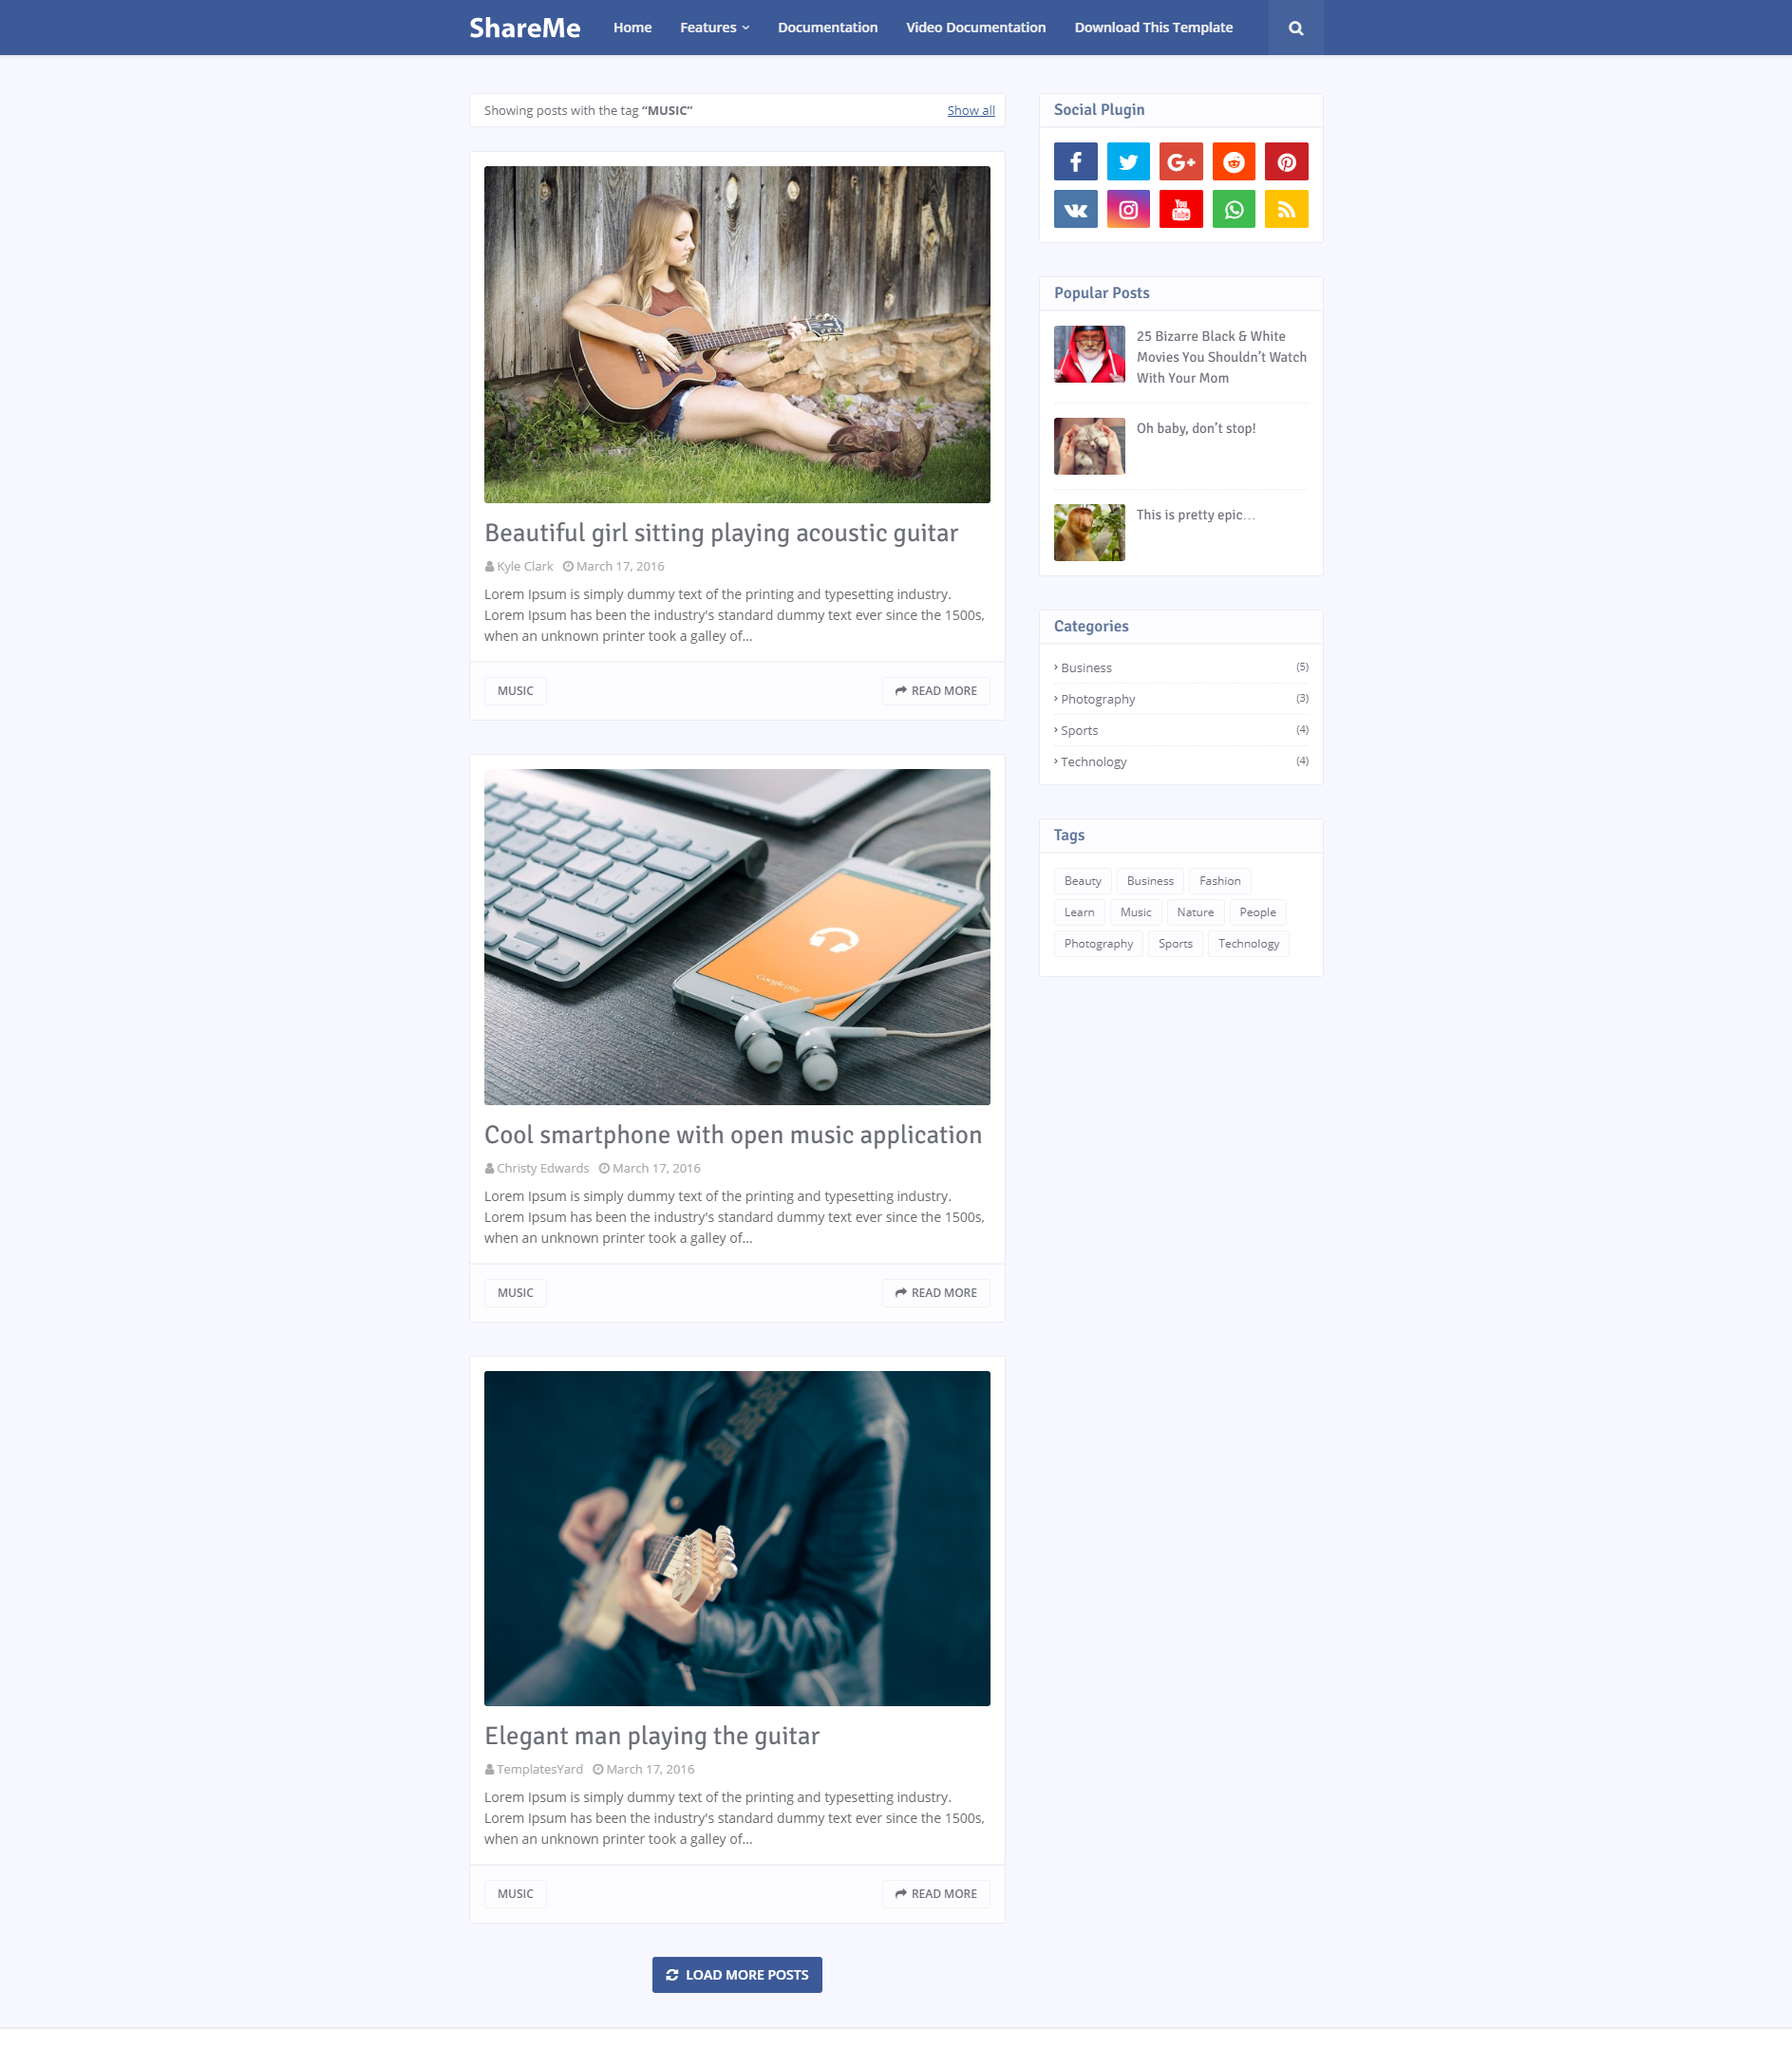 ShareMe
Home
Features
Documentation
Video Documentation
Download This Template
Showing posts with the tag “MUSIC”
Show all
Beautiful girl sitting playing acoustic guitar
Kyle Clark March 17, 2016
Lorem Ipsum is simply dummy text of the printing and typesetting industry.
Lorem Ipsum has been the industry's standard dummy text ever since the 1500s,
when an unknown printer took a galley of...
MUSIC
READ MORE
Google play
Cool smartphone with open music application
Christy Edwards March 17, 2016
Lorem Ipsum is simply dummy text of the printing and typesetting industry.
Lorem Ipsum has been the industry's standard dummy text ever since the 1500s,
when an unknown printer took a galley of...
MUSIC
READ MORE
Elegant man playing the guitar
TemplatesYard March 17, 2016
Lorem Ipsum is simply dummy text of the printing and typesetting industry.
Lorem Ipsum has been the industry's standard dummy text ever since the 1500s,
when an unknown printer took a galley of...
MUSIC
READ MORE
LOAD MORE POSTS
Social Plugin
G+
You
Tube
Popular Posts
25 Bizarre Black & White
Movies You Shouldn’t Watch
With Your Mom
Oh baby, don’t stop!
This is pretty epic…
Categories
Business (5)
Photography (3)
Sports (4)
Technology (4)
Tags
Beauty Business Fashion
Learn Music Nature People
Photography Sports Technology